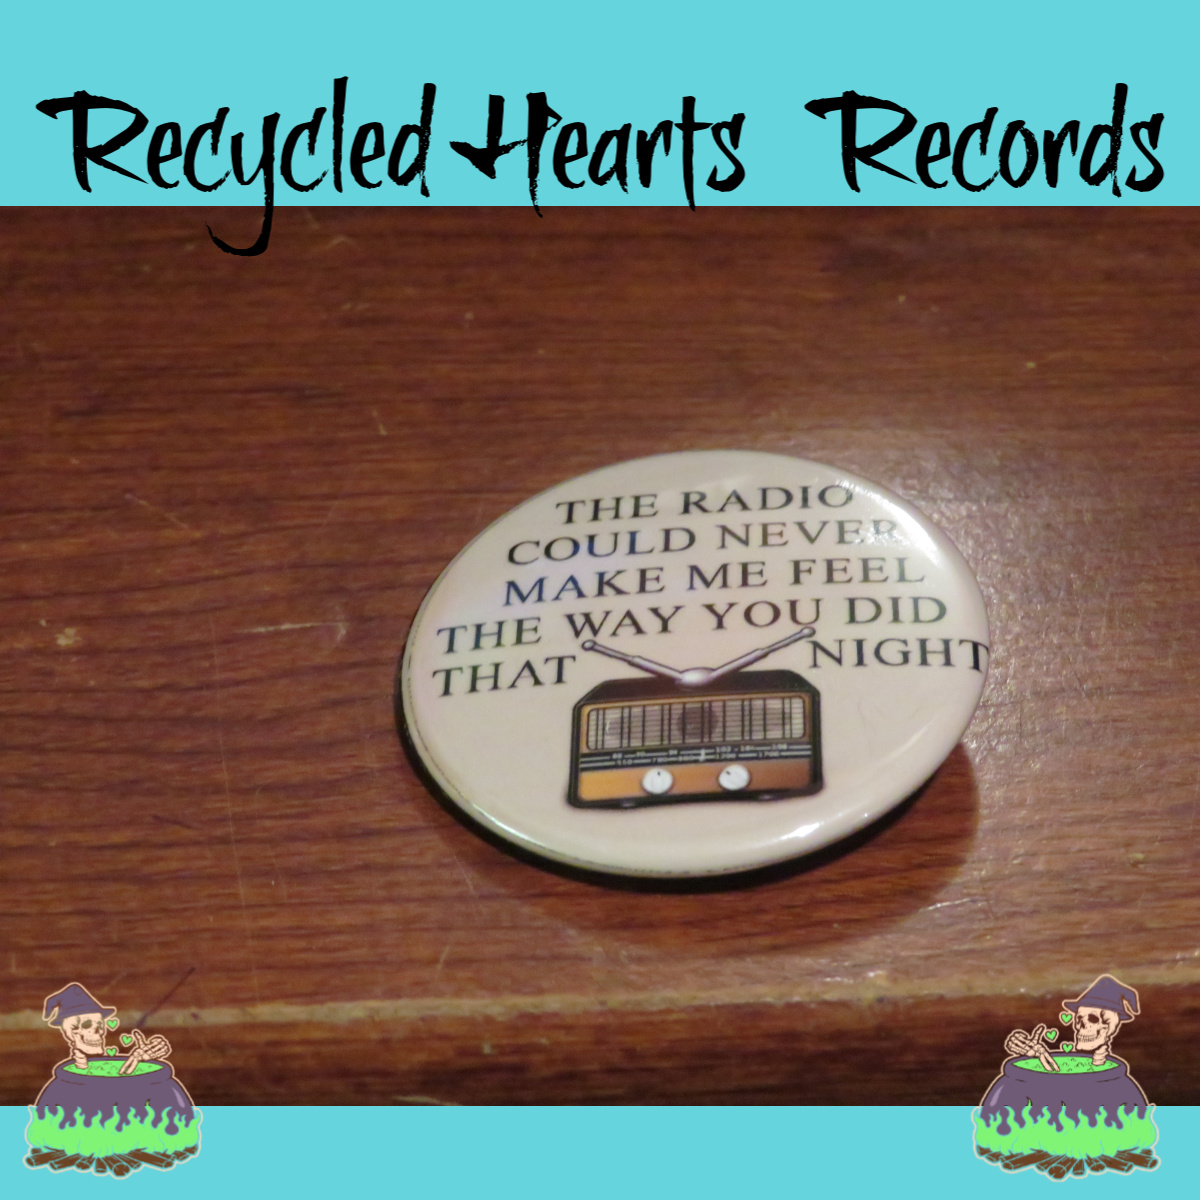 Recycled Hearts Records
THE RADIO
COULD NEVER
MAKE ME FEEL
THE WAY YOU DID
THAT NIGHT